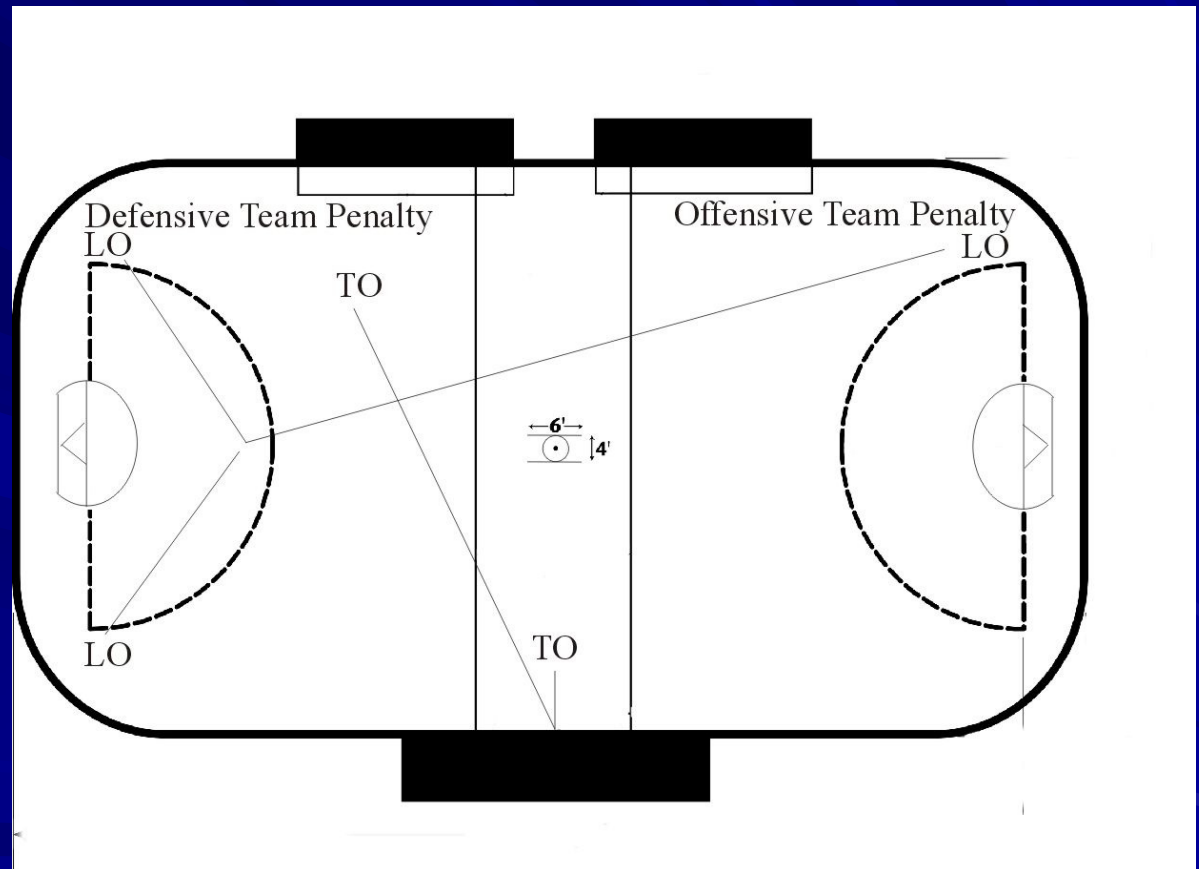 Defensive Team Penalty
Offensive Team Penalty
LO
LO
TO
6'
4'
TO
LO